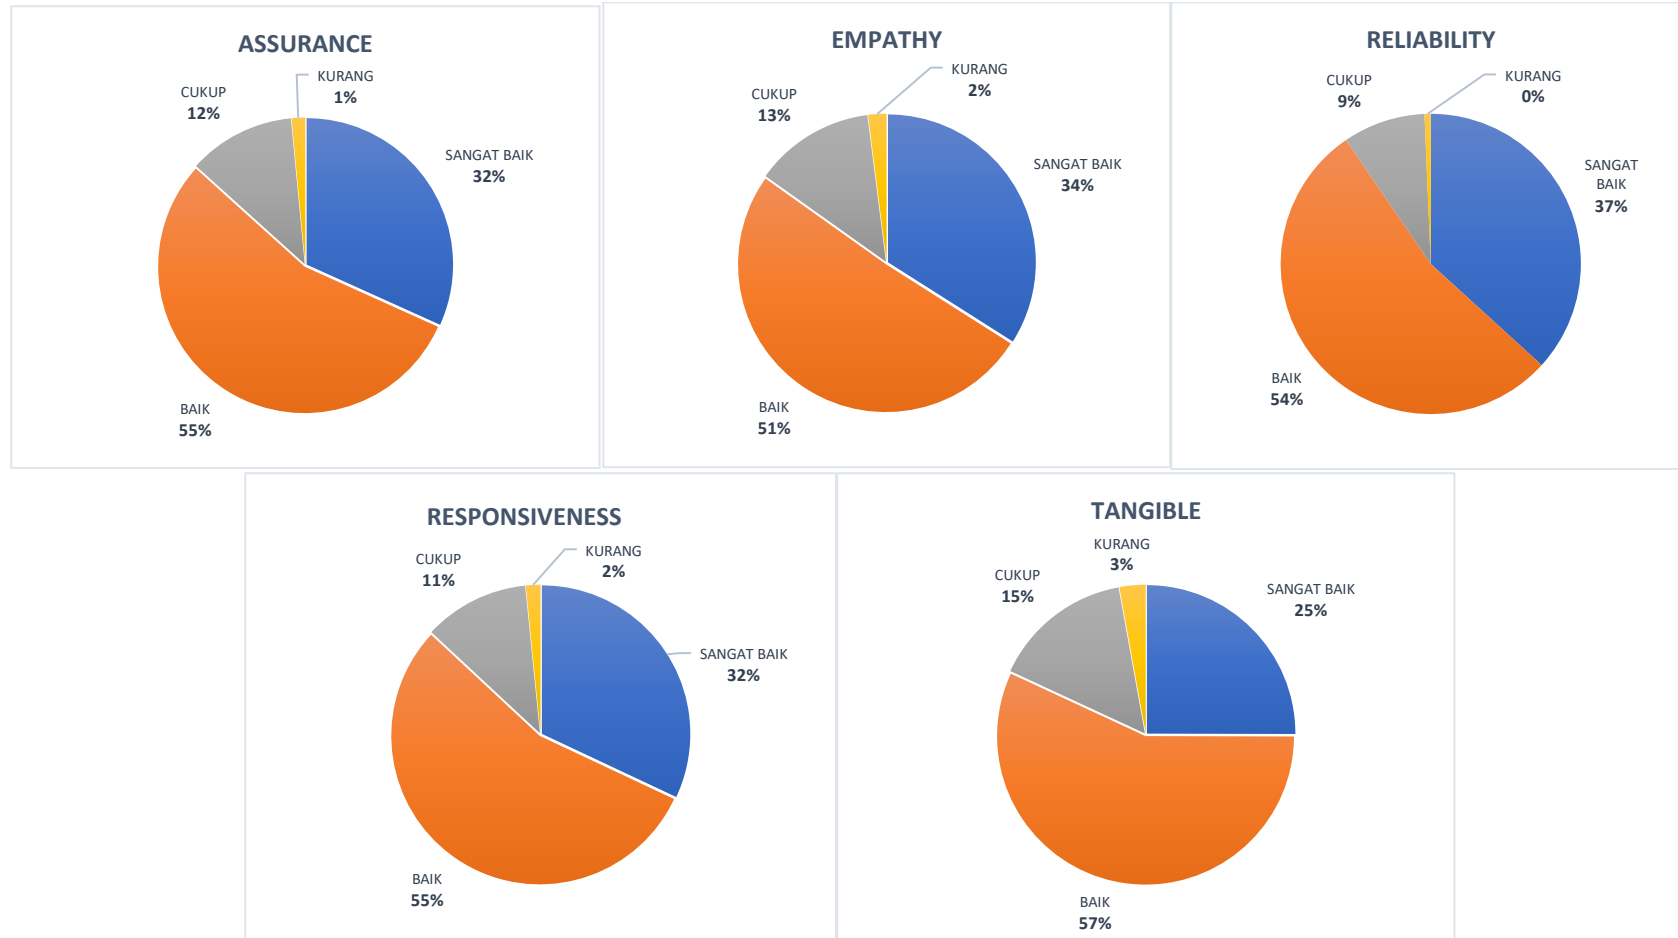 ASSURANCE
KURANG
1%
CUKUP
12%
SANGAT BAIK
32%
BAIK
55%
EMPATHY
KURANG
2%
CUKUP
13%
SANGAT BAIK
34%
BAIK
51%
RELIABILITY
KURANG
0%
CUKUP
9%
SANGAT
BAIK
37%
BAIK
54%
RESPONSIVENESS
KURANG
2%
CUKUP
11%
SANGAT BAIK
32%
BAIK
55%
TANGIBLE
KURANG
3%
CUKUP
15%
SANGAT BAIK
25%
BAIK
57%